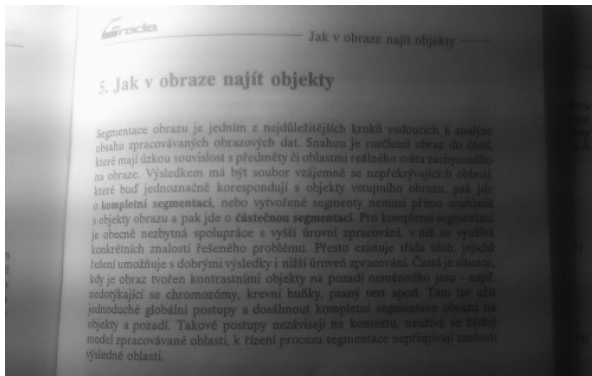 Grada
Jak v obraze najít objekty
5. Jak v obraze najít objekty
Segmentace obrazu je jedním z nejdůležitějších kroků vedoucích k analýze
obsahu zpracovávaných obrazových dat. Snahou je rozčlenit obraz do částí,
které mají úzkou souvislost s předměty či oblastmi reálného světa zachyceného
na obraze. Výsledkem má být soubor vzájemně se nepřekrývajících oblastí,
které buď jednoznačně korespondují s objekty vstupního obrazu, pak jde
o kompletní segmentaci, nebo vytvořené segmenty nemusí přímo souhlasit
s objekty obrazu a pak jde o částečnou segmentaci. Pro kompletní segmentaci
je obecně nezbytná spolupráce s vyšší úrovní zpracování, v níž se využívá
konkrétních znalostí řešeného problému. Přesto existuje třída úloh, jejichž
řešení umožňuje s dobrými výsledky i nižší úroveň zpracování. Častá je situace,
kdy je obraz tvořen kontrastními objekty na pozadí neměnného jasu - např.
nedotýkající se chromozómy, krevní buňky, psaný text apod. Tam lze užít
jednoduché globální postupy a dosáhnout kompletní segmentace obrazu na
objekty a pozadí. Takové postupy nezávisejí na kontextu, neužívá se žádný
model zpracovávané oblasti, k řízení procesu segmentace nepřispívají znalosti
výsledné oblasti.